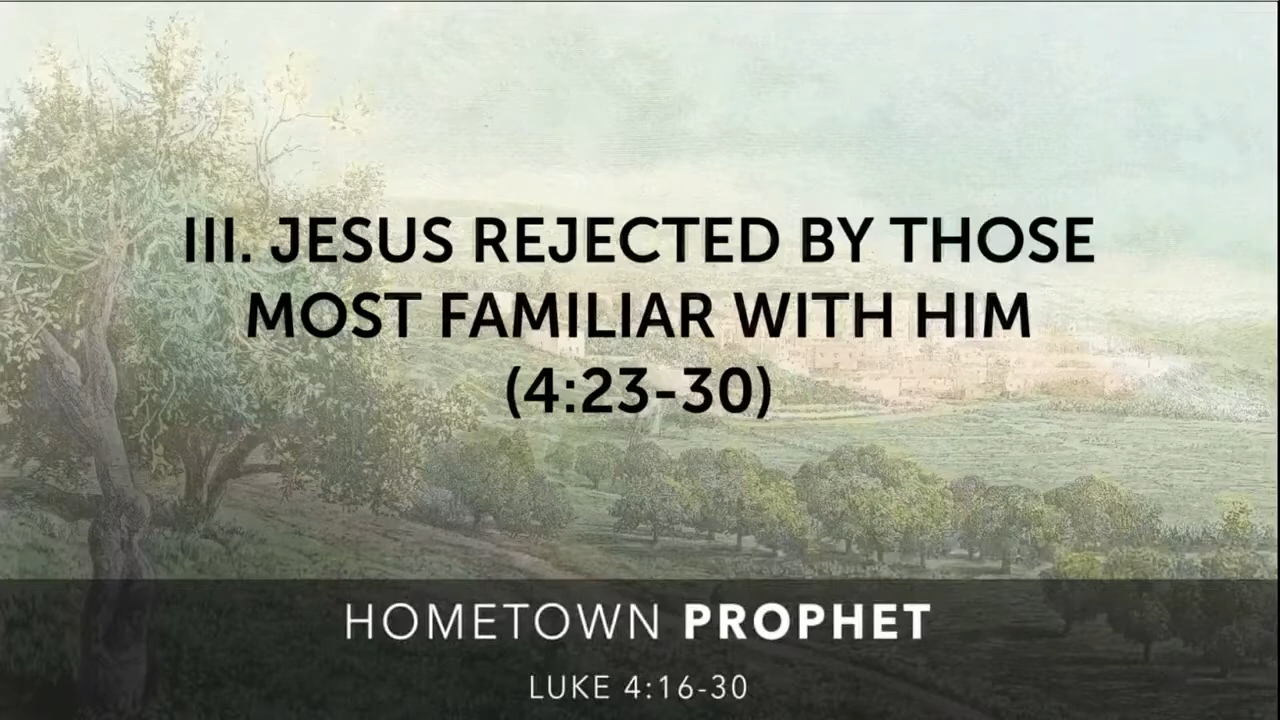 III. JESUS REJECTED BY THOSE
MOST FAMILIAR WITH HIM
(4:23-30)
HOMETOWN PROPHET
LUKE 4:16-30